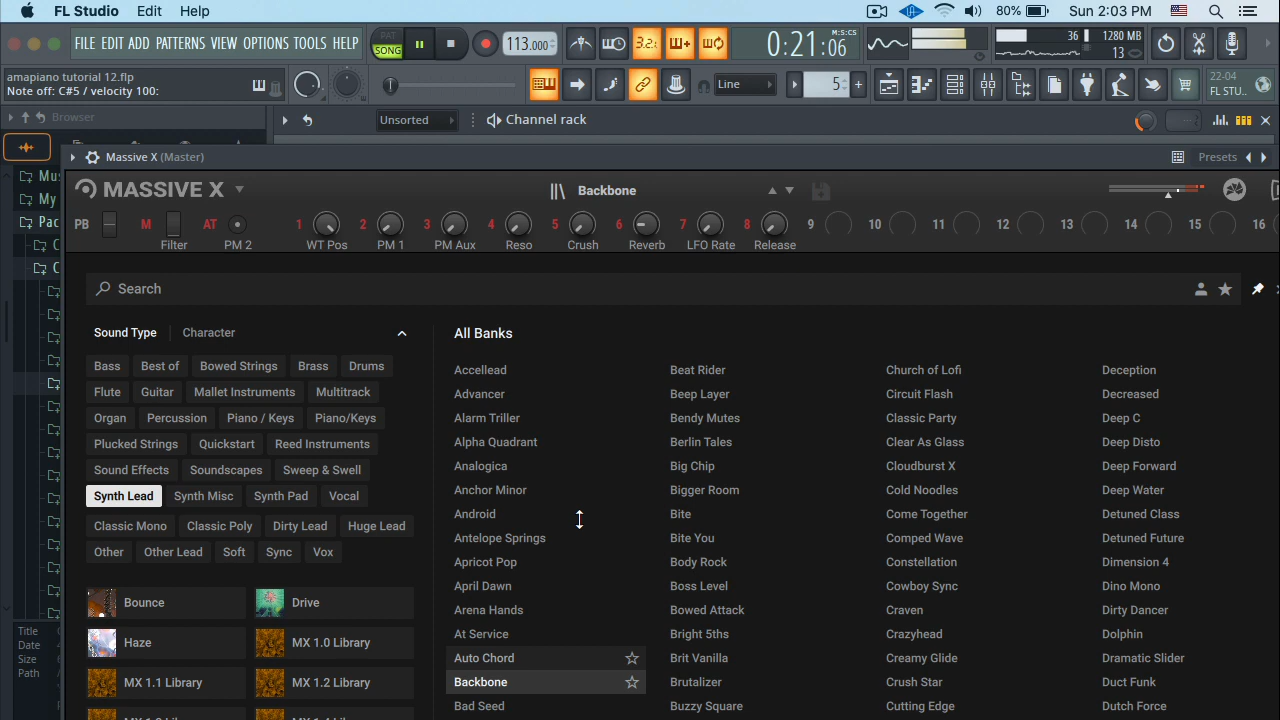 FL Studio Edit Help 80% Sun 2:03 PM
FILE EDIT ADD PATTERNS VIEW OPTIONS TOOLS HELP PAT SONG 113.000 3.2 0:21:06 M:S:CS 36 1280 MB 13
amapiano tutorial 12.flp
Note off: C#5 / velocity 100:
Line 5 22-04 FL STU..
Browser Unsorted Channel rack
Massive X (Master) Presets
MASSIVE X Backbone
PB M AT 1 2 3 4 5 6 7 8 9 10 11 12 13 14 15 16
Filter PM 2 WT Pos PM 1 PM Aux Reso Crush Reverb LFO Rate Release
Mus
My
Pac
C
C
Title
Date
Size
Path
Search
Sound Type Character
Bass Best of Bowed Strings Brass Drums
Flute Guitar Mallet Instruments Multitrack
Organ Percussion Piano / Keys Piano/Keys
Plucked Strings Quickstart Reed Instruments
Sound Effects Soundscapes Sweep & Swell
Synth Lead Synth Misc Synth Pad Vocal
Classic Mono Classic Poly Dirty Lead Huge Lead
Other Other Lead Soft Sync Vox
Bounce Drive
Haze MX 1.0 Library
MX 1.1 Library MX 1.2 Library
All Banks
Accellead Beat Rider Church of Lofi Deception
Advancer Beep Layer Circuit Flash Decreased
Alarm Triller Bendy Mutes Classic Party Deep C
Alpha Quadrant Berlin Tales Clear As Glass Deep Disto
Analogica Big Chip Cloudburst X Deep Forward
Anchor Minor Bigger Room Cold Noodles Deep Water
Android Bite Come Together Detuned Class
Antelope Springs Bite You Comped Wave Detuned Future
Apricot Pop Body Rock Constellation Dimension 4
April Dawn Boss Level Cowboy Sync Dino Mono
Arena Hands Bowed Attack Craven Dirty Dancer
At Service Bright 5ths Crazyhead Dolphin
Auto Chord Brit Vanilla Creamy Glide Dramatic Slider
Backbone Brutalizer Crush Star Duct Funk
Bad Seed Buzzy Square Cutting Edge Dutch Force